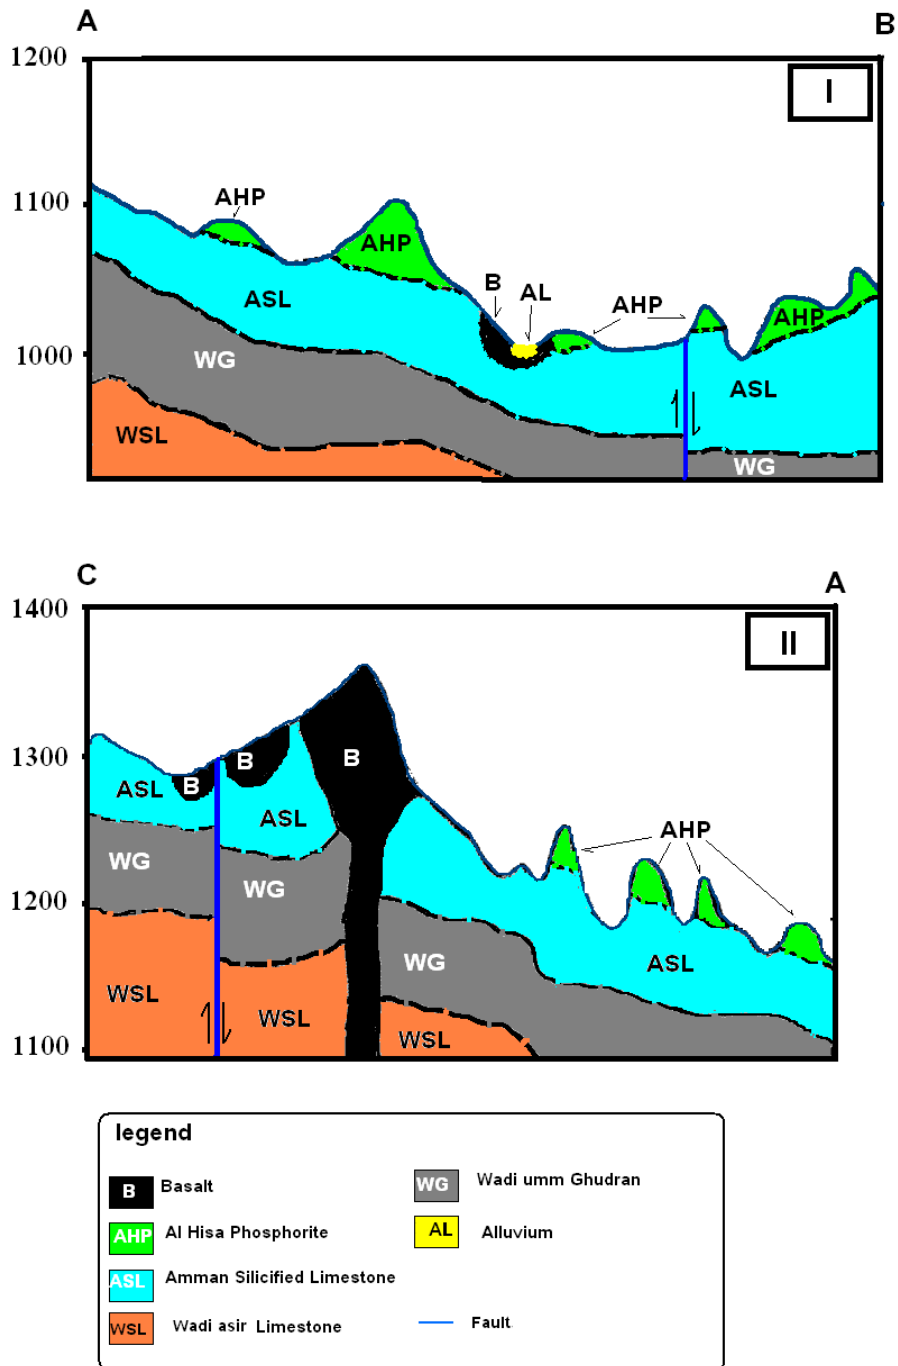 A B
1200
I
1100
AHP
AHP
B AL
AHP
ASL
AHP
1000
WG
ASL
WSL
WG
C A
1400
II
1300
B
B
B
ASL
ASL
AHP
WG
WG
1200
WG
ASL
WSL
WSL
WSL
1100
legend
B Basalt
WG Wadi umm Ghudran
AHP Al Hisa Phosphorite
AL Alluvium
ASL Amman Silicified Limestone
WSL Wadi asir Limestone
Fault